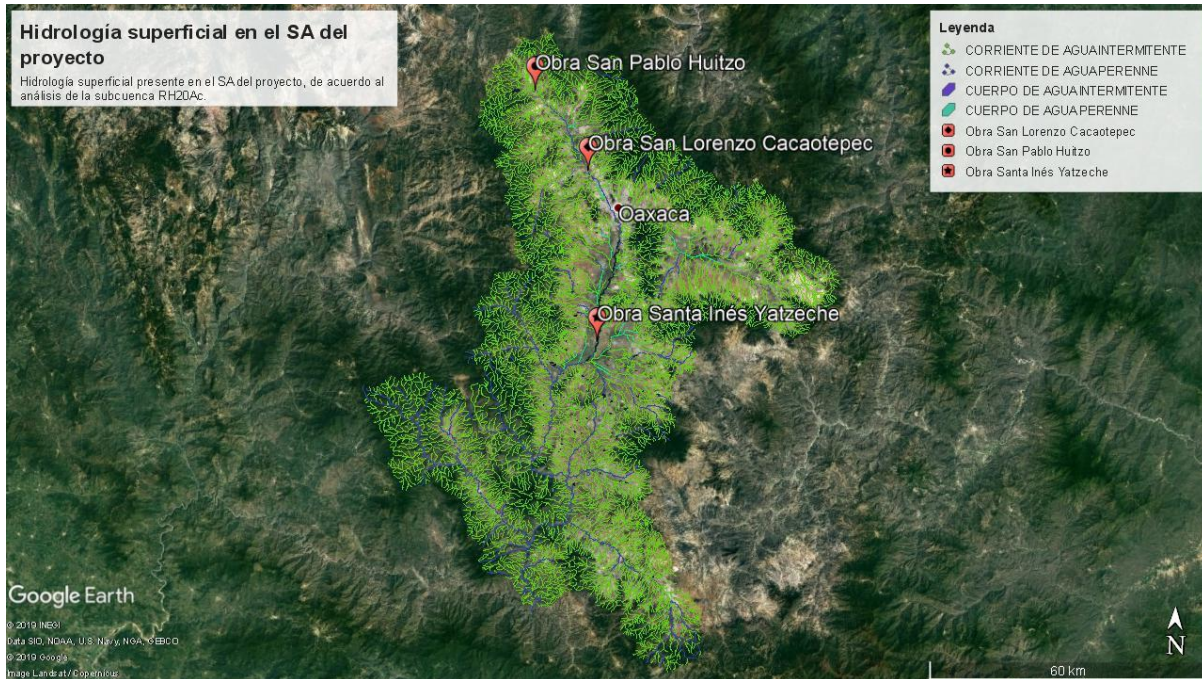 Hidrología superficial en el SA del
proyecto
Hidrología superficial presente en el SA del proyecto, de acuerdo al
análisis de la subcuenca RH20Ac.
Leyenda
CORRIENTE DE AGUAINTERMITENTE
CORRIENTE DE AGUAPERENNE
CUERPO DE AGUAINTERMITENTE
CUERPO DE AGUAPERENNE
Obra San Lorenzo Cacaotepec
Obra San Pablo Huitzo
Obra Santa Inés Yatzeche
Obra San Pablo Huitzo
Obra San Lorenzo Cacaotepec
Oaxaca
Obra Santa Inés Yatzeche
Google Earth
© 2019 INEGI
Data SIO, NOAA, U.S. Navy, NGA, GEBCO
© 2019 Google
Image Landsat / Copernicus
N
60 km